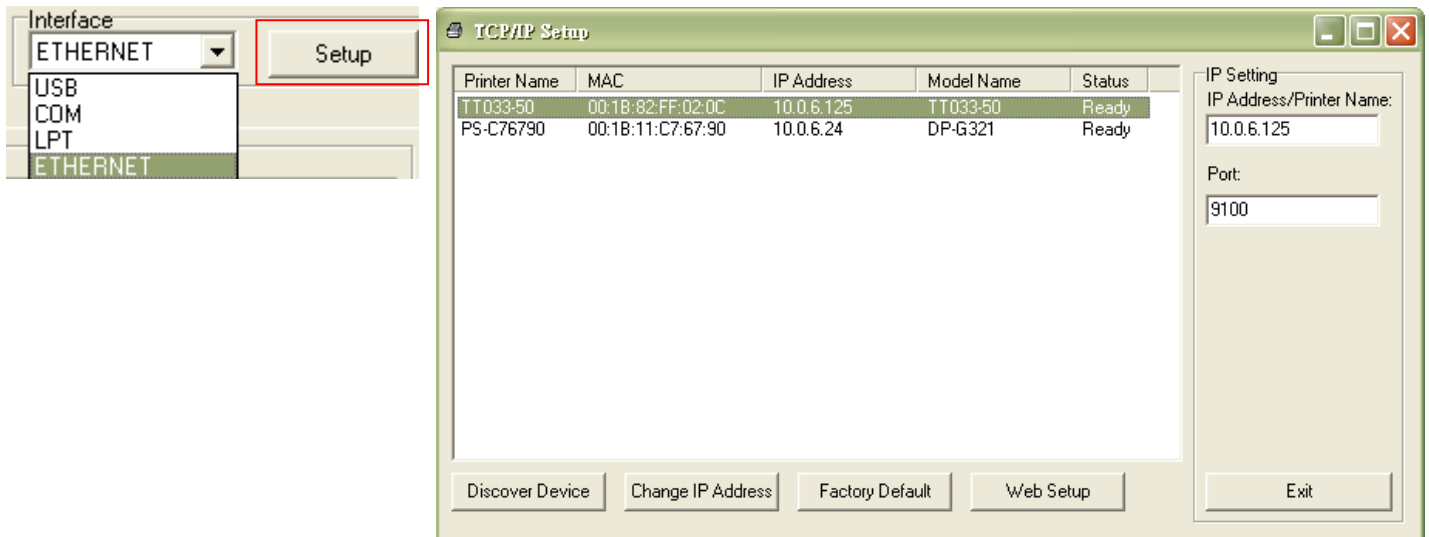 Interface
ETHERNET
Setup
USB
COM
LPT
ETHERNET
TCP/IP Setup
Printer Name MAC IP Address Model Name Status
TT033-50 00:1B:82:FF:02:0C 10.0.6.125 TT033-50 Ready
PS-C76790 00:1B:11:C7:67:90 10.0.6.24 DP-G321 Ready
IP Setting
IP Address/Printer Name:
10.0.6.125
Port:
9100
Discover Device Change IP Address Factory Default Web Setup Exit